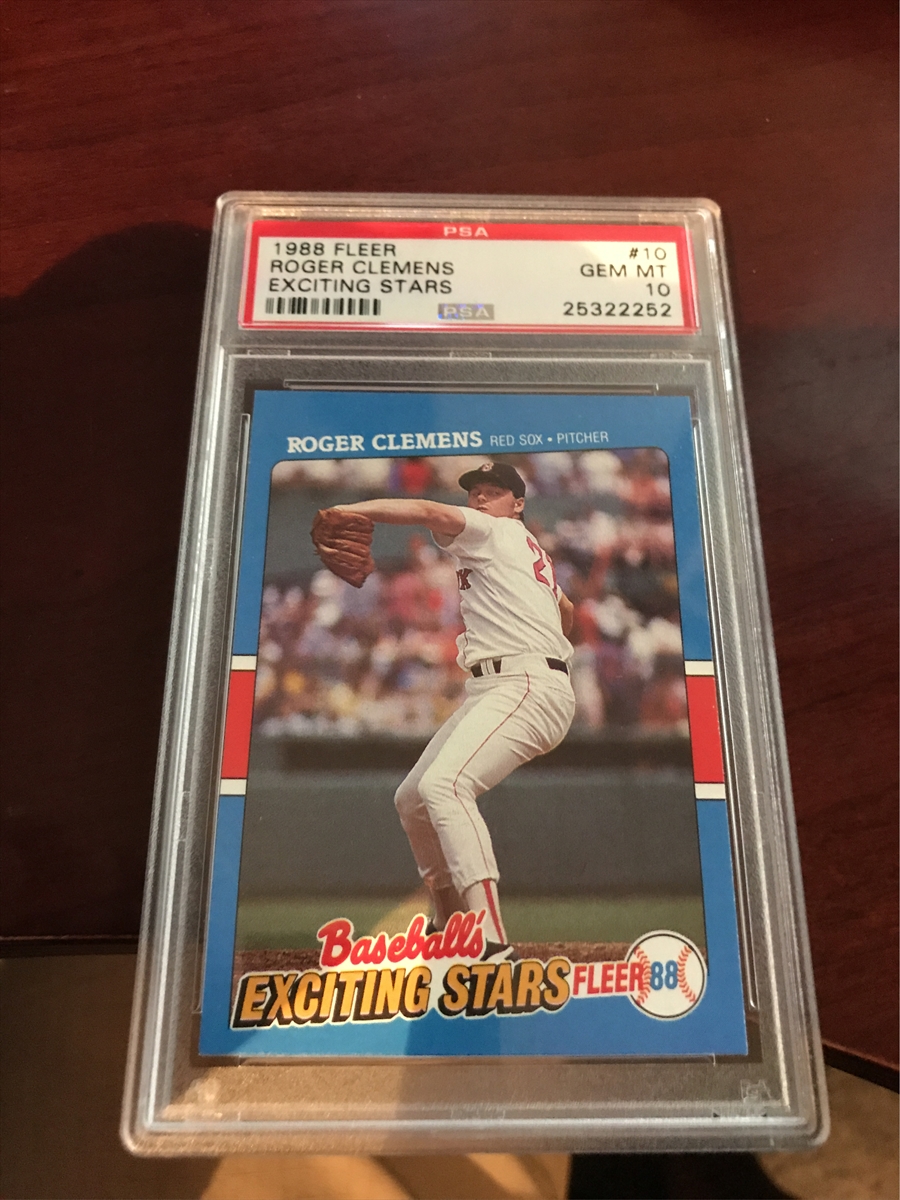 PSA
1988 FLEER #10
ROGER CLEMENS GEM MT
EXCITING STARS 10
PSA 25322252
ROGER CLEMENS RED SOX • PITCHER
Baseball's
EXCITING STARS FLEER 88